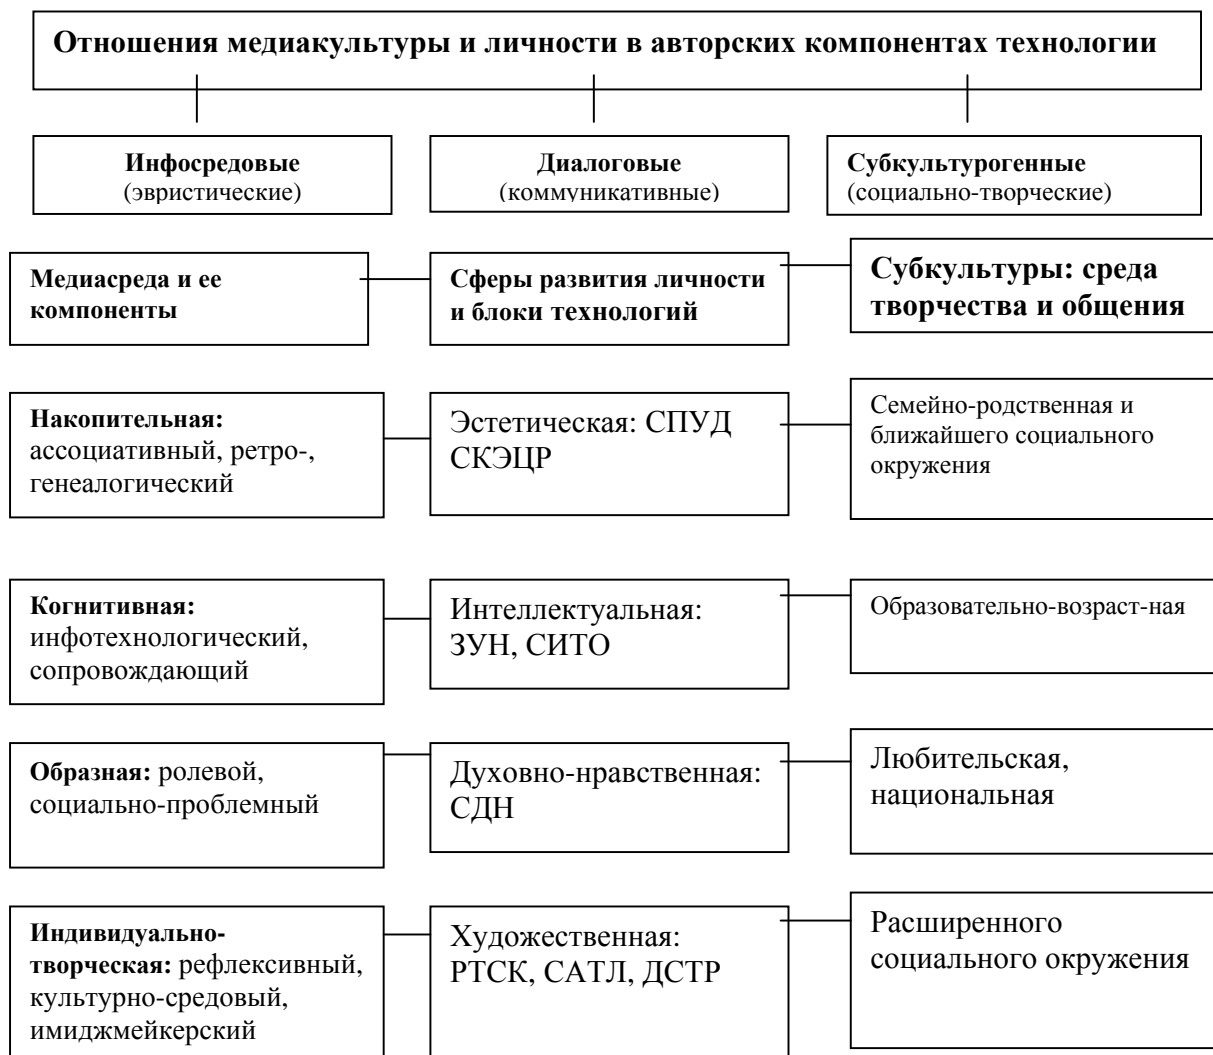 Отношения медиакультуры и личности в авторских компонентах технологии
Инфосредовые
(эвристические)
Диалоговые
(коммуникативные)
Субкультурогенные
(социально-творческие)
Медиасреда и ее
компоненты
Сферы развития личности
и блоки технологий
Субкультуры: среда
творчества и общения
Накопительная:
ассоциативный, ретро-,
генеалогический
Эстетическая: СПУД
СКЭЦР
Семейно-родственная и
ближайшего социального
окружения
Когнитивная:
инфотехнологический,
сопровождающий
Интеллектуальная:
ЗУН, СИТО
Образовательно-возраст-ная
Образная: ролевой,
социально-проблемный
Духовно-нравственная:
СДН
Любительская,
национальная
Индивидуально-
творческая: рефлексивный,
культурно-средовый,
имиджмейкерский
Художественная:
РТСК, САТЛ, ДСТР
Расширенного
социального окружения